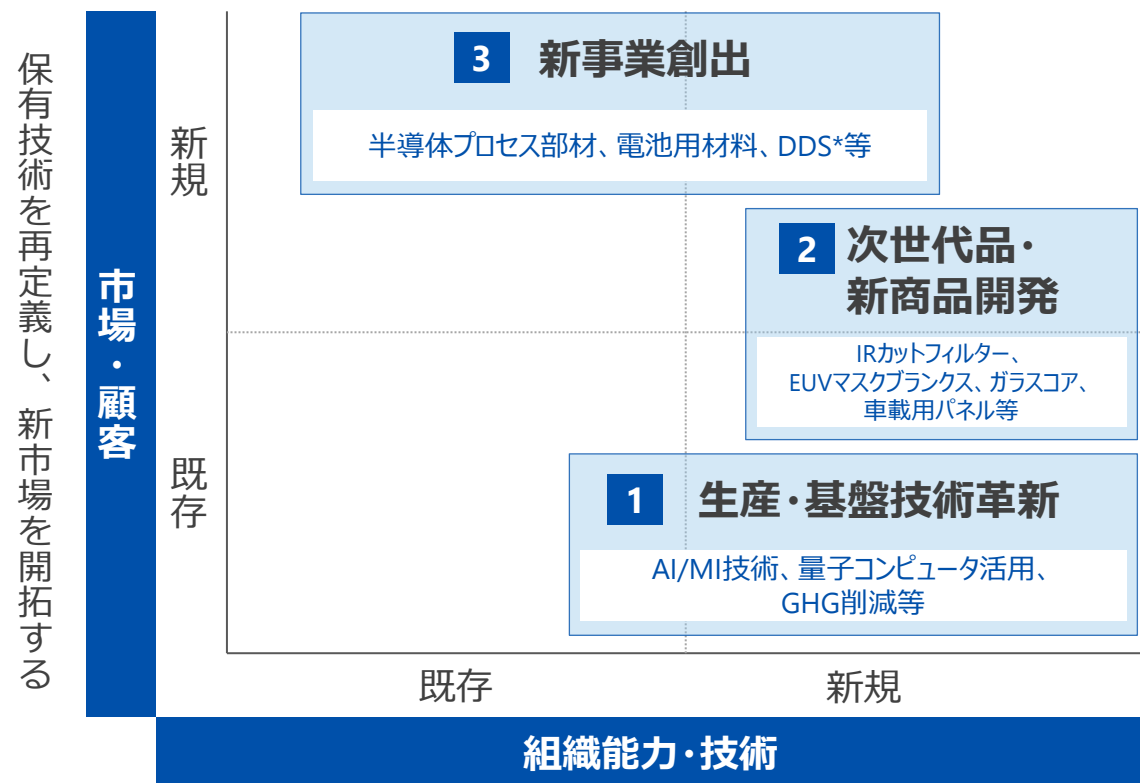 保有技術を再定義し、新市場を開拓する
市場・顧客
新規
既存
3 新事業創出
半導体プロセス部材、電池用材料、DDS*等
2 次世代品・
新商品開発
IRカットフィルター、
EUVマスクブランクス、ガラスコア、
車載用パネル等
1 生産・基盤技術革新
AI/MI技術、量子コンピュータ活用、
GHG削減等
既存 新規
組織能力・技術